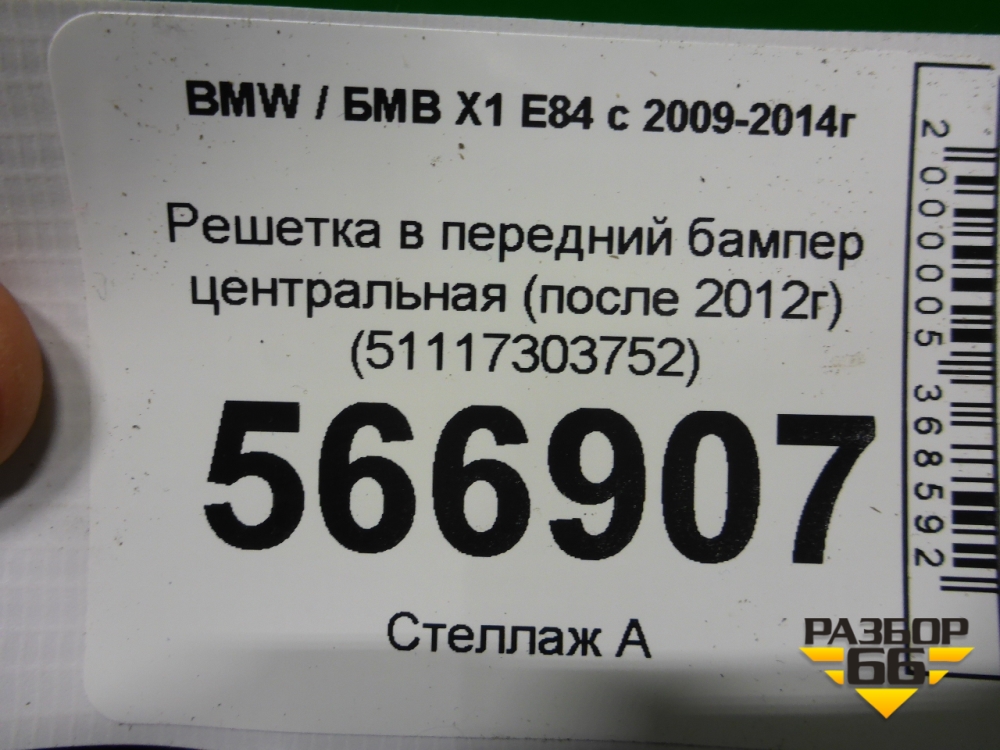 BMW / БМВ X1 E84 с 2009-2014г
Решетка в передний бампер
центральная (после 2012г)
(51117303752)
566907
Стеллаж А
2000005368592
РАЗБОР
66